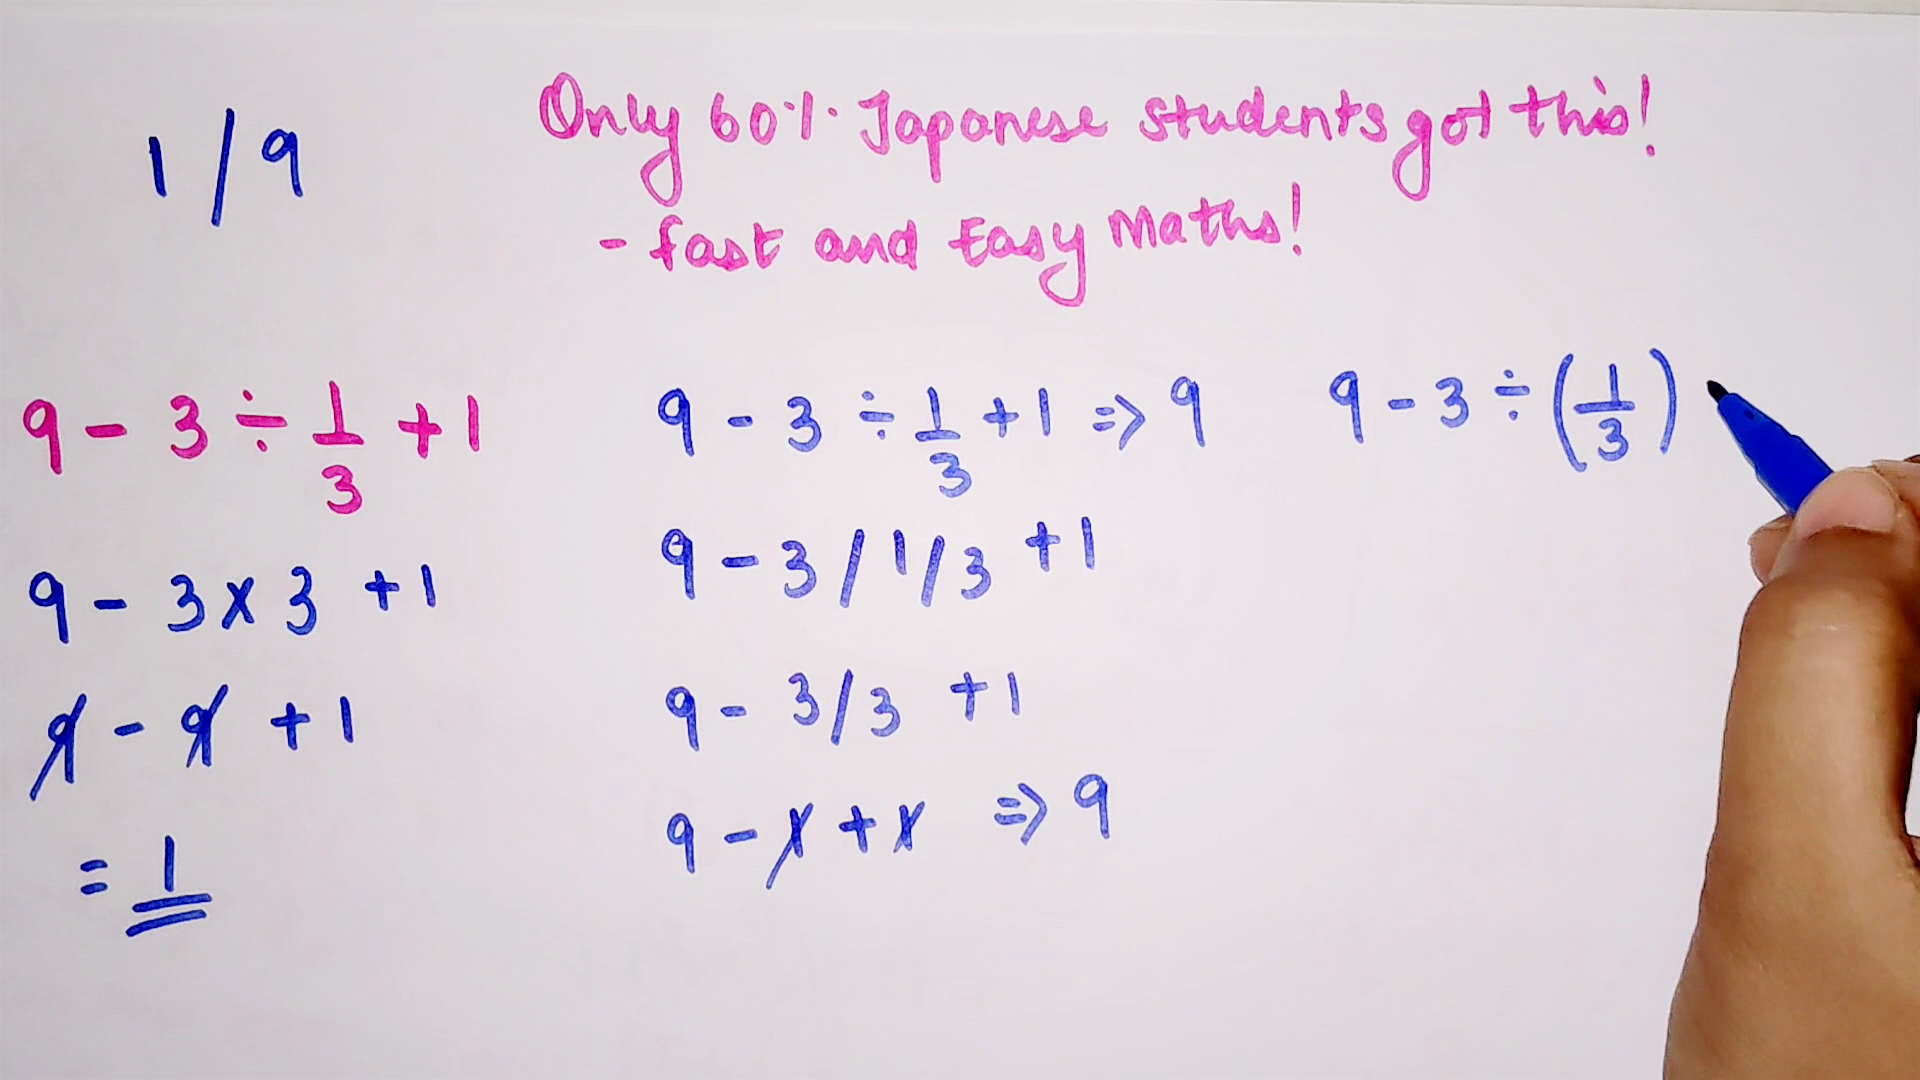 1 / 9
Only 60% Japanese students got this!
- fast and Easy Maths!
9 - 3 ÷ 1/3 + 1
9 - 3 x 3 + 1
9 - 9 + 1
= 1
9 - 3 ÷ 1/3 + 1 => 9
9 - 3 / 1/3 + 1
9 - 3/3 + 1
9 - 1 + 1 => 9
9 - 3 ÷ (1/3)